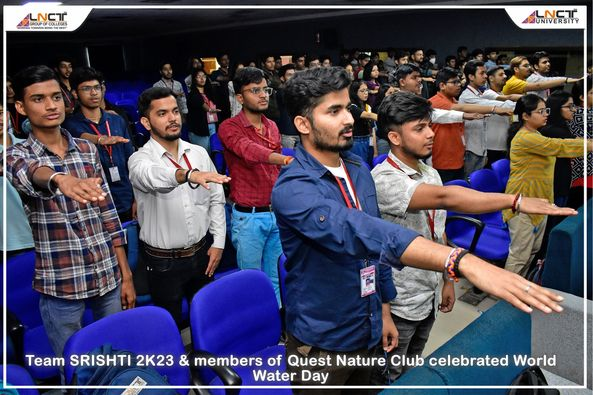 LNCT
GROUP OF COLLEGES
LNCT
UNIVERSITY
Team SRISHTI 2K23 & members of Quest Nature Club celebrated World
Water Day